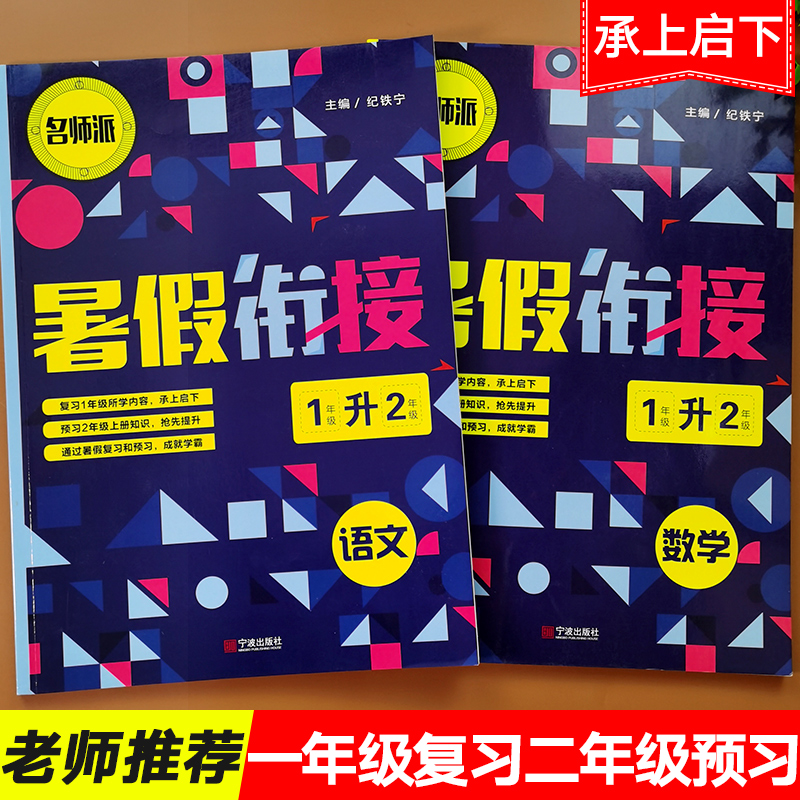 承上启下
名师派
主编 / 纪铁宁
暑假衔接
复习1年级所学内容，承上启下
预习2年级上册知识，抢先提升
通过暑假复习和预习，成就学霸
1年级 升 2年级
语文
宁波出版社
NINGBO PUBLISHING HOUSE
师派
主编 / 纪铁宁
假衔接
学内容，承上启下
册知识，抢先提升
和预习，成就学霸
1年级 升 2年级
数学
宁波出版社
NINGBO PUBLISHING HOUSE
老师推荐
一年级复习二年级预习